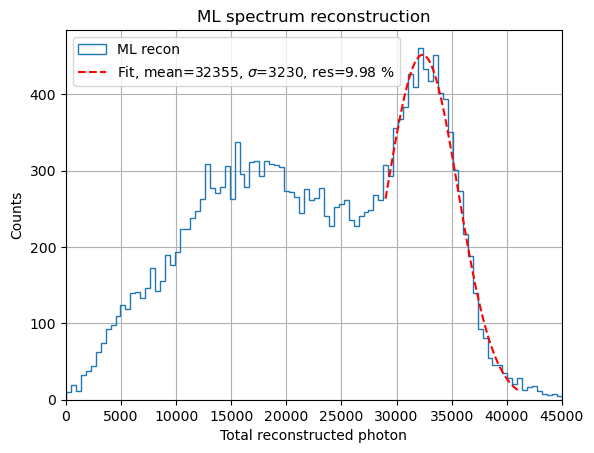 ML spectrum reconstruction
ML recon
Fit, mean=32355, σ=3230, res=9.98 %
Counts
400
300
200
100
0
0 5000 10000 15000 20000 25000 30000 35000 40000 45000
Total reconstructed photon